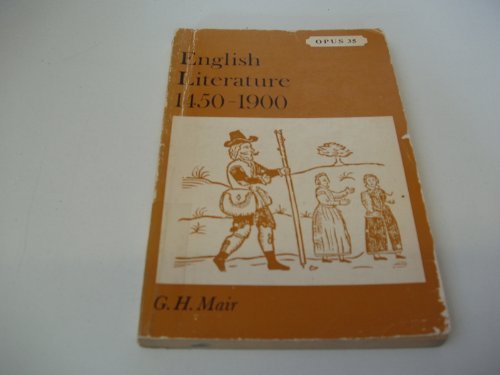 OPUS 35
English
Literature
1450-1900
G. H. Mair